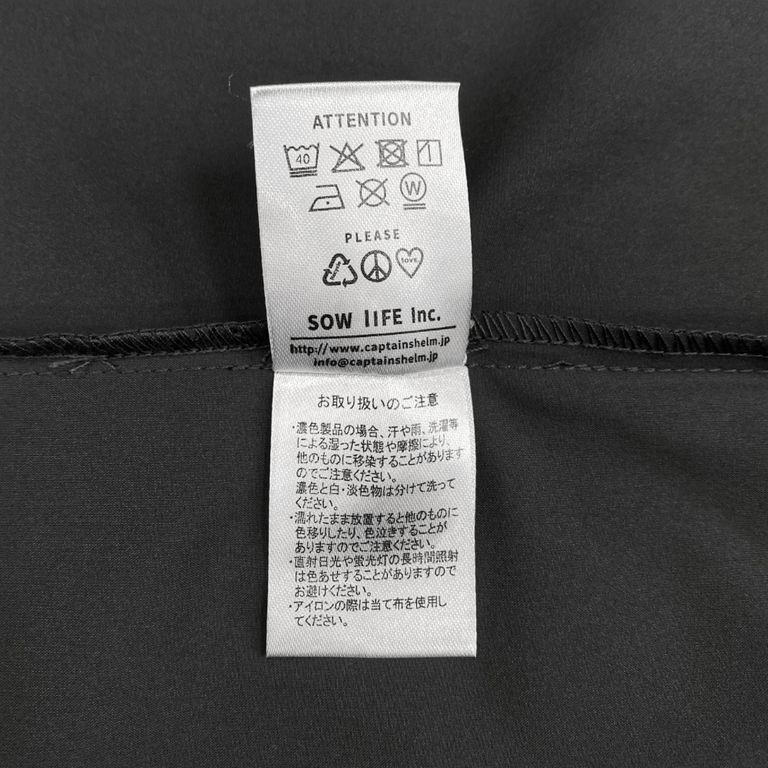 ATTENTION
40
W
PLEASE
love.
SOW LIFE Inc.
http://www.captainshelm.jp
info@captainshelm.jp
お取り扱いのご注意
・濃色製品の場合、汗や雨、洗濯等
による湿った状態や摩擦により、
他のものに移染することがあります
のでご注意ください。
濃色と白・淡色物は分けて洗って
ください。
・濡れたまま放置すると他のものに
色移りしたり、色泣きすることが
ありますのでご注意ください。
・直射日光や蛍光灯の長時間照射
は色あせすることがありますので
お避けください。
・アイロンの際は当て布を使用し
てください。